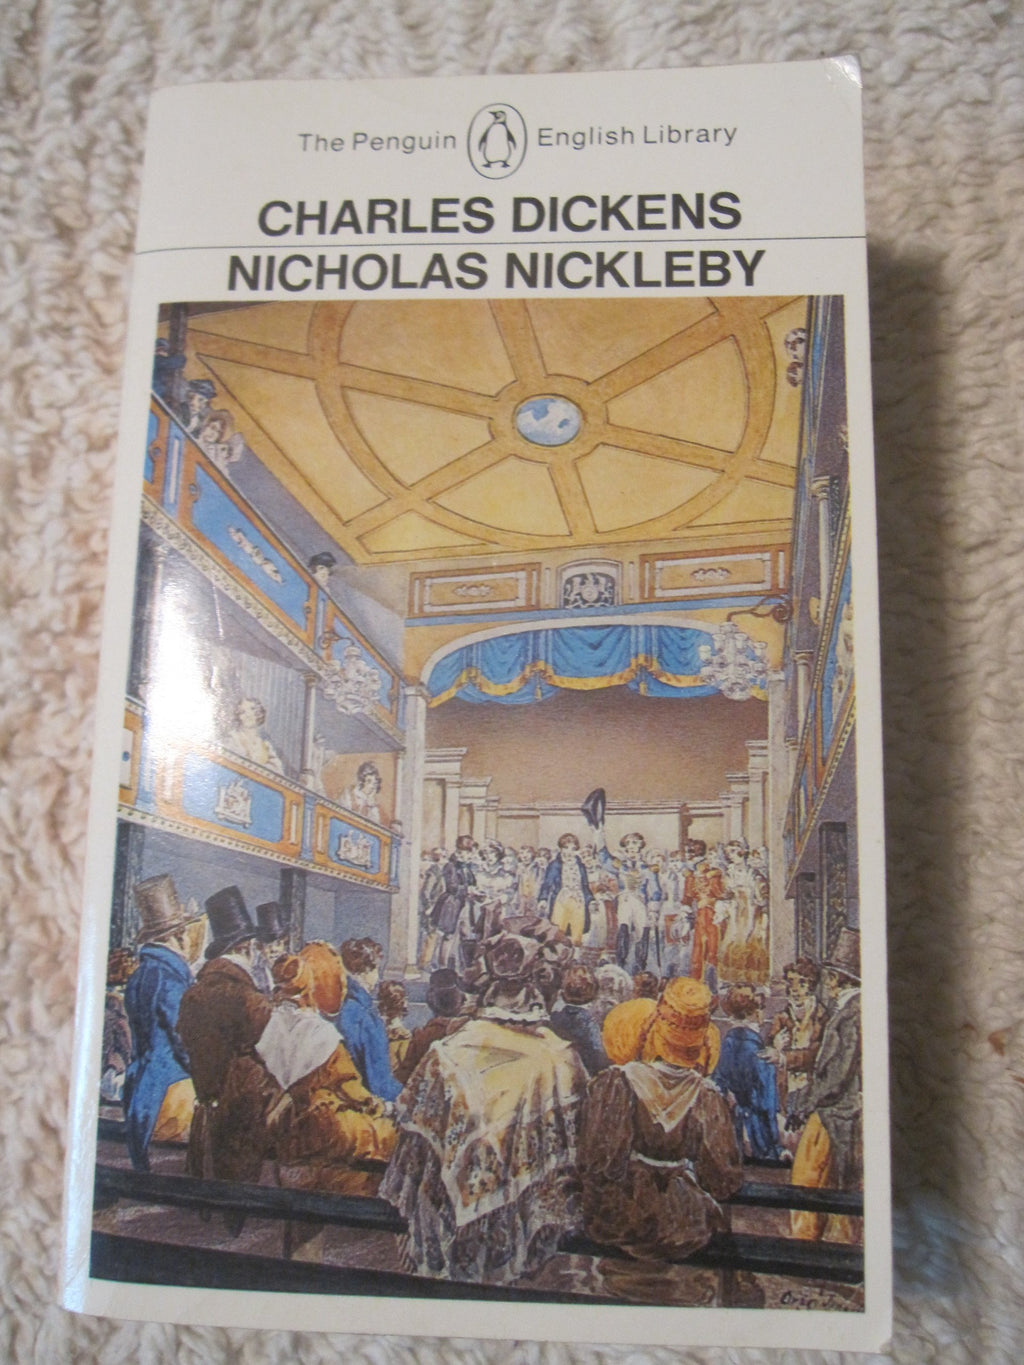 The Penguin English Library
CHARLES DICKENS
NICHOLAS NICKLEBY